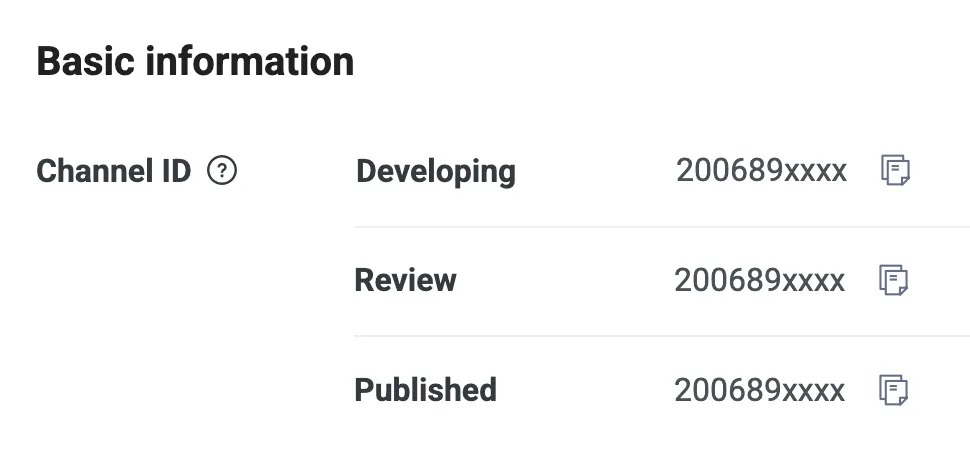 Basic information
Channel ID ? Developing 200689xxxx
Review 200689xxxx
Published 200689xxxx